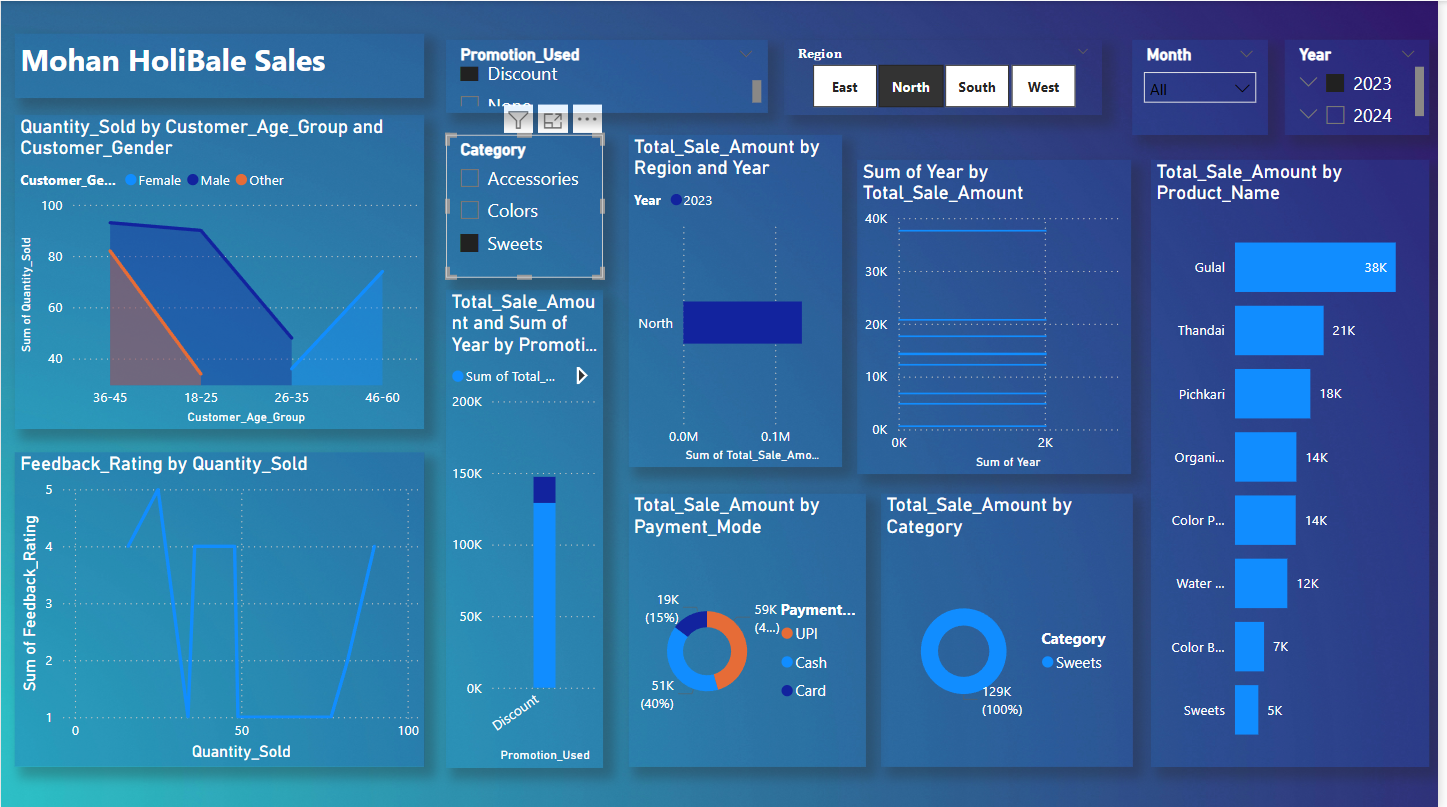 Mohan HoliBale Sales
Promotion_Used
Discount
None
Region
East
North
South
West
Month
All
Year
2023
2024
Quantity_Sold by Customer_Age_Group and
Customer_Gender
Customer_Ge... Female Male Other
100
80
60
40
Sum of Quantity_Sold
36-45 18-25 26-35 46-60
Customer_Age_Group
Category
Accessories
Colors
Sweets
Total_Sale_Amou
nt and Sum of
Year by Promoti...
Sum of Total_...
200K
150K
100K
50K
0K
Discount
Promotion_Used
Total_Sale_Amount by
Region and Year
Year 2023
North
0.0M 0.1M
Sum of Total_Sale_Amo...
Sum of Year by
Total_Sale_Amount
40K
30K
20K
10K
0K
0K 2K
Sum of Year
Total_Sale_Amount by
Product_Name
Gulal 38K
Thandai 21K
Pichkari 18K
Organi... 14K
Color P... 14K
Water ... 12K
Color B... 7K
Sweets 5K
Feedback_Rating by Quantity_Sold
5
4
3
2
1
Sum of Feedback_Rating
0 50 100
Quantity_Sold
Total_Sale_Amount by
Payment_Mode
19K
(15%)
59K
(4...)
51K
(40%)
Payment...
UPI
Cash
Card
Total_Sale_Amount by
Category
129K
(100%)
Category
Sweets